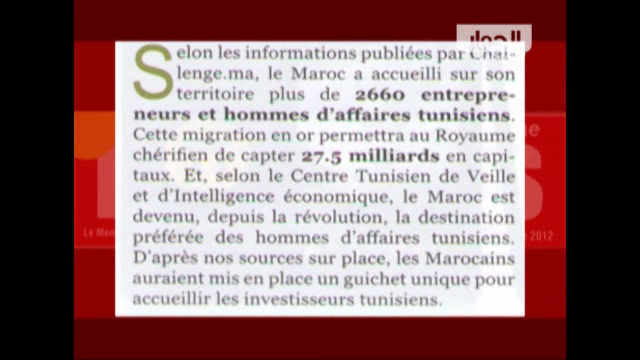 الحوار
Selon les informations publiées par Chal-
lenge.ma, le Maroc a accueilli sur son
territoire plus de 2660 entrepre-
neurs et hommes d'affaires tunisiens.
Cette migration en or permettra au Royaume
chérifien de capter 27.5 milliards en capi-
taux. Et, selon le Centre Tunisien de Veille
et d'Intelligence économique, le Maroc est
devenu, depuis la révolution, la destination
préférée des hommes d'affaires tunisiens.
D'après nos sources sur place, les Marocains
auraient mis en place un guichet unique pour
accueillir les investisseurs tunisiens.
2012